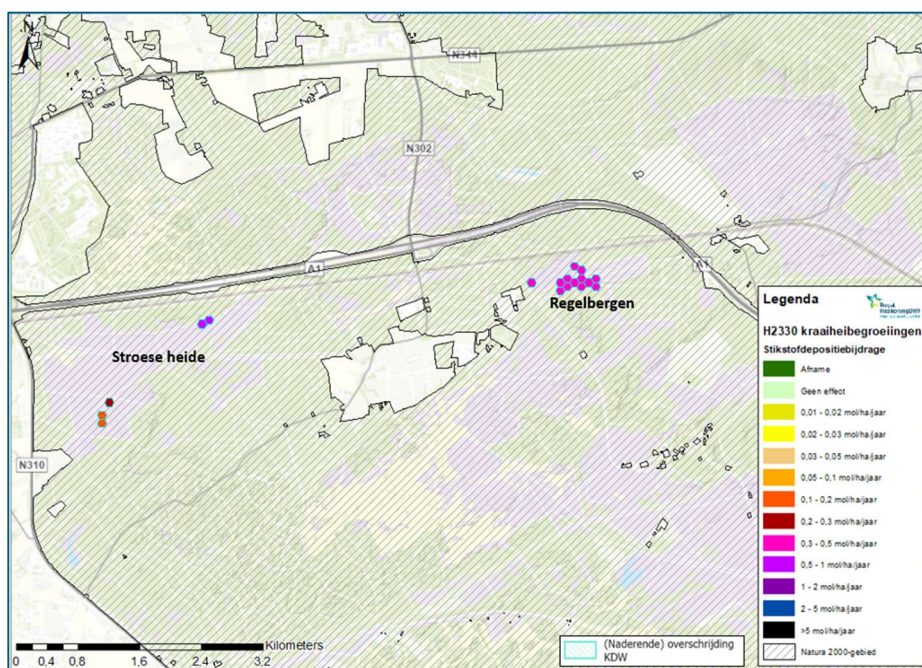 N
N344
N302
A1
A1
Regelbergen
Stroese heide
N310
Legenda
Royal
HaskoningDHV
H2330 kraaiheibegroeiingen
Stikstofdepositiebijdrage
Afname
Geen effect
0,01 - 0,02 mol/ha/jaar
0,02 - 0,03 mol/ha/jaar
0,03 - 0,05 mol/ha/jaar
0,05 - 0,1 mol/ha/jaar
0,1 - 0,2 mol/ha/jaar
0,2 - 0,3 mol/ha/jaar
0,3 - 0,5 mol/ha/jaar
0,5 - 1 mol/ha/jaar
1 - 2 mol/ha/jaar
2 - 5 mol/ha/jaar
>5 mol/ha/jaar
Natura 2000-gebied
Kilometers
0 0,4 0,8 1,6 2,4 3,2
(Naderende) overschrijding
KDW